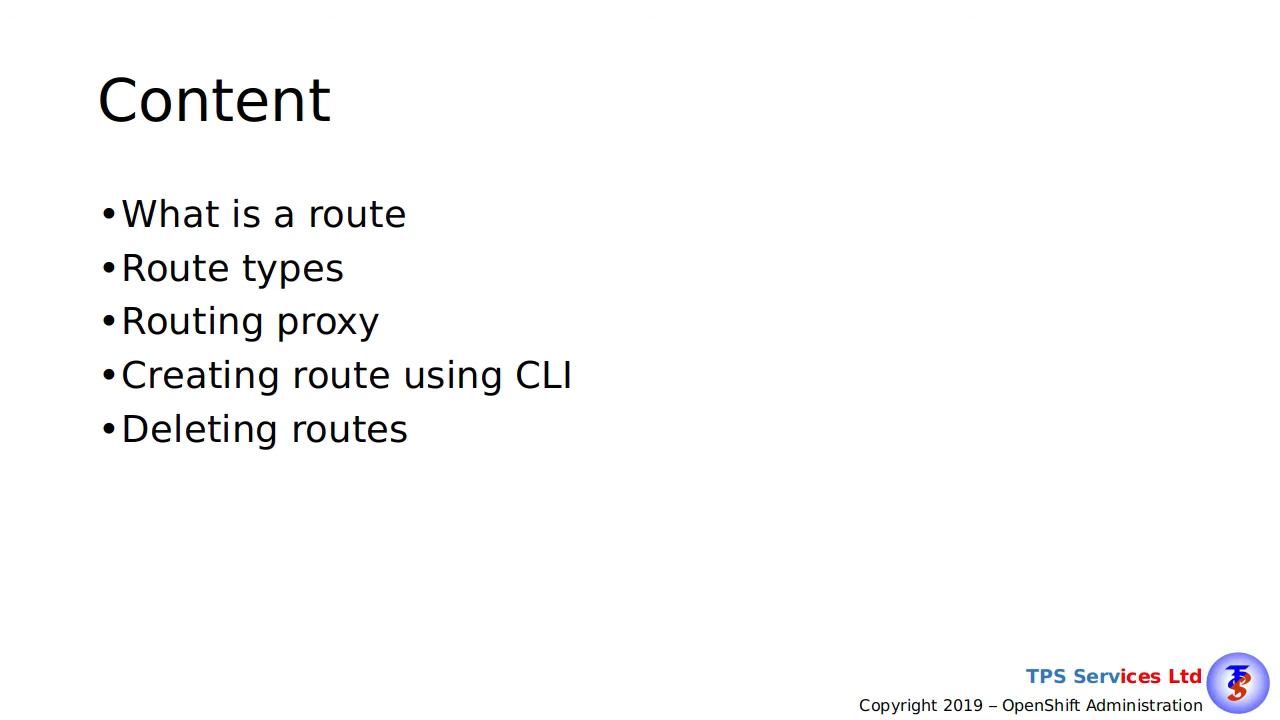 Content
•What is a route
•Route types
•Routing proxy
•Creating route using CLI
•Deleting routes
TPS Services Ltd
Copyright 2019 – OpenShift Administration
TPS